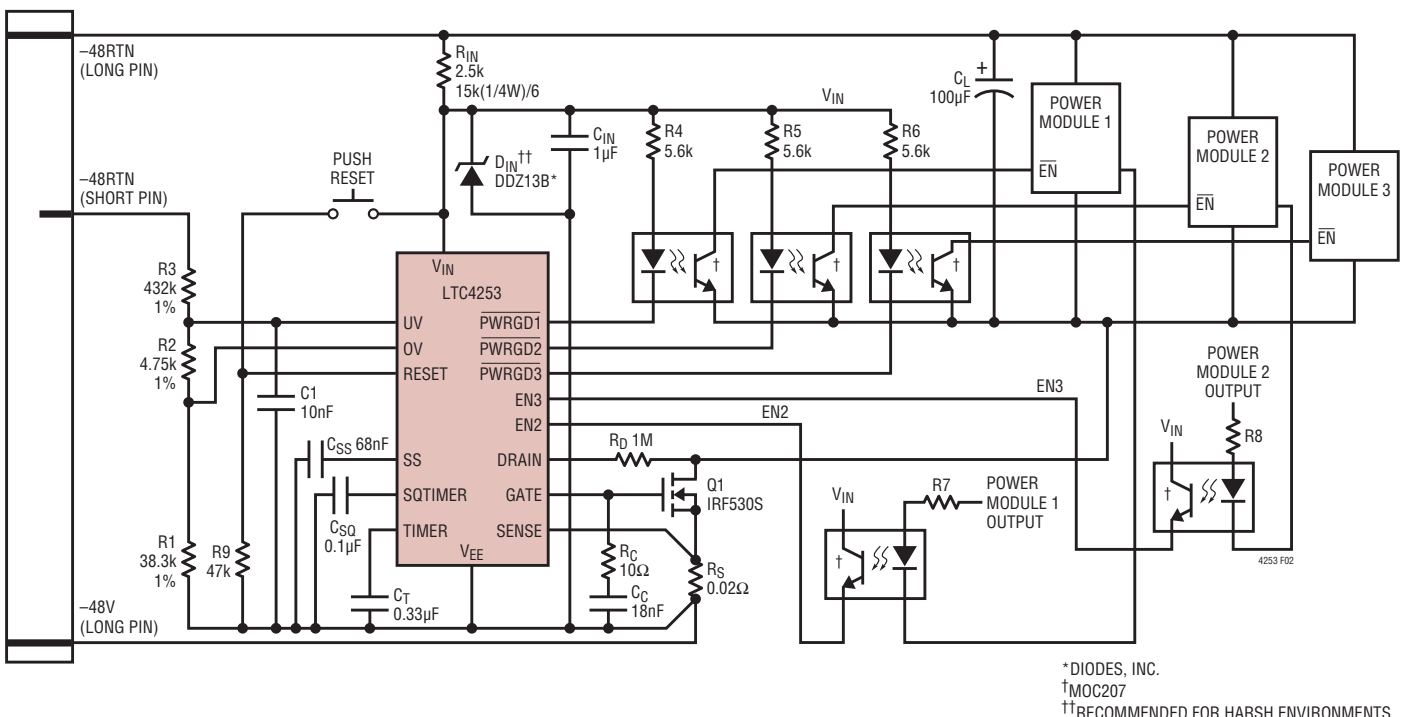 –48RTN
(LONG PIN)
RIN
2.5k
15k(1/4W)/6
CL
100µF
+
VIN
POWER
MODULE 1
EN
POWER
MODULE 2
EN
POWER
MODULE 3
EN
R4
5.6k
R5
5.6k
R6
5.6k
CIN
1µF
DIN††
DDZ13B*
PUSH
RESET
–48RTN
(SHORT PIN)
†
†
†
R3
432k
1%
R2
4.75k
1%
R1
38.3k
1%
R9
47k
C1
10nF
CSS 68nF
CSQ
0.1µF
CT
0.33µF
VIN
LTC4253
UV
OV
RESET
SS
SQTIMER
TIMER
VEE
PWRGD1
PWRGD2
PWRGD3
EN3
EN2
DRAIN
GATE
SENSE
EN3
EN2
RD 1M
Q1
IRF530S
RC
10Ω
CC
18nF
RS
0.02Ω
VIN
†
R7
POWER
MODULE 1
OUTPUT
POWER
MODULE 2
OUTPUT
R8
VIN
†
4253 F02
–48V
(LONG PIN)
*DIODES, INC.
†MOC207
††RECOMMENDED FOR HARSH ENVIRONMENTS